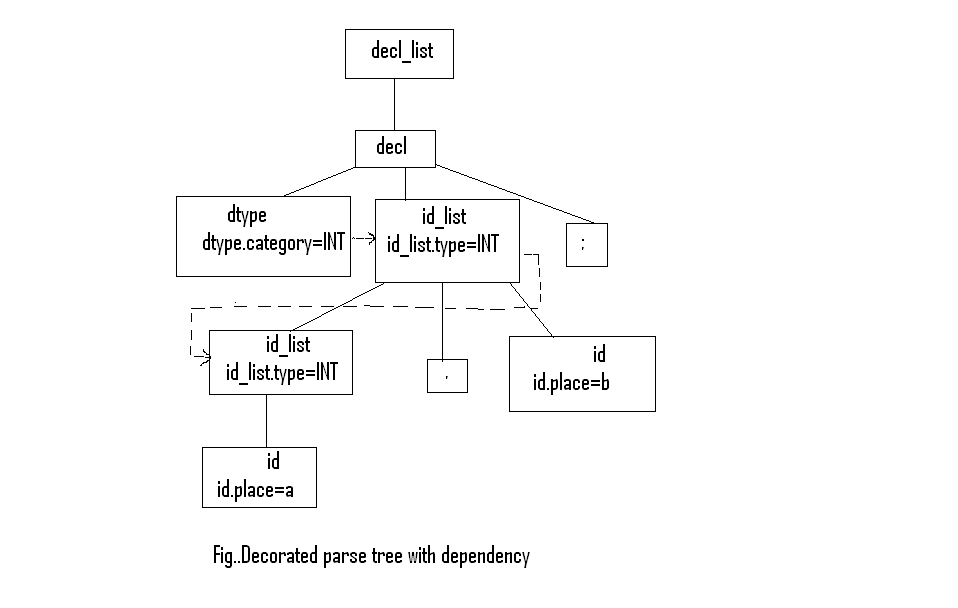 decl_list
decl
dtype
dtype.category=INT
id_list
id_list.type=INT
;
id_list
id_list.type=INT
,
id
id.place=b
id
id.place=a
Fig..Decorated parse tree with dependency